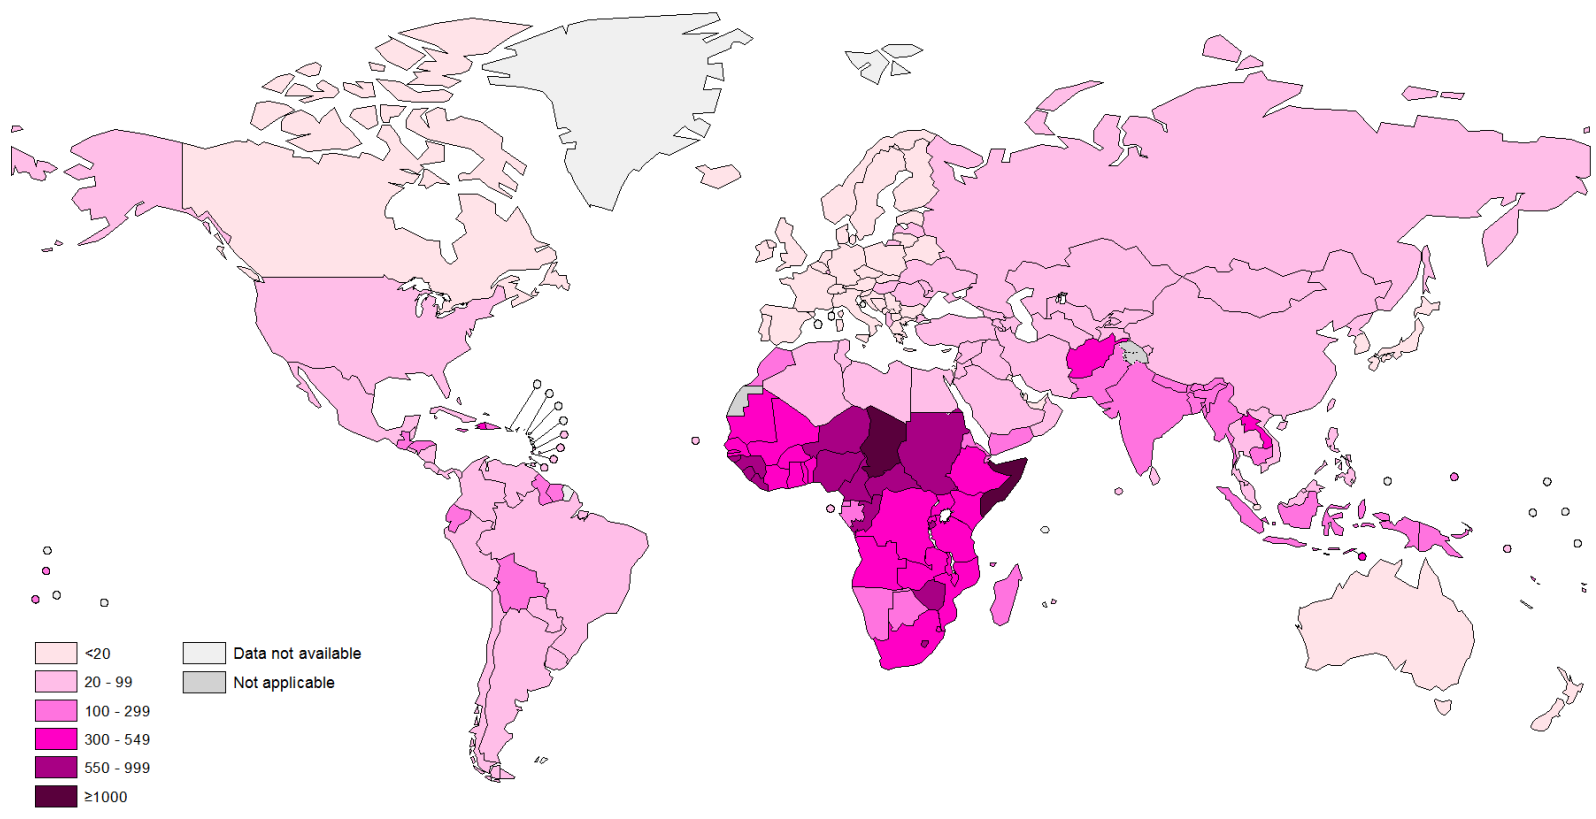 <20
20 - 99
100 - 299
300 - 549
550 - 999
≥1000
Data not available
Not applicable